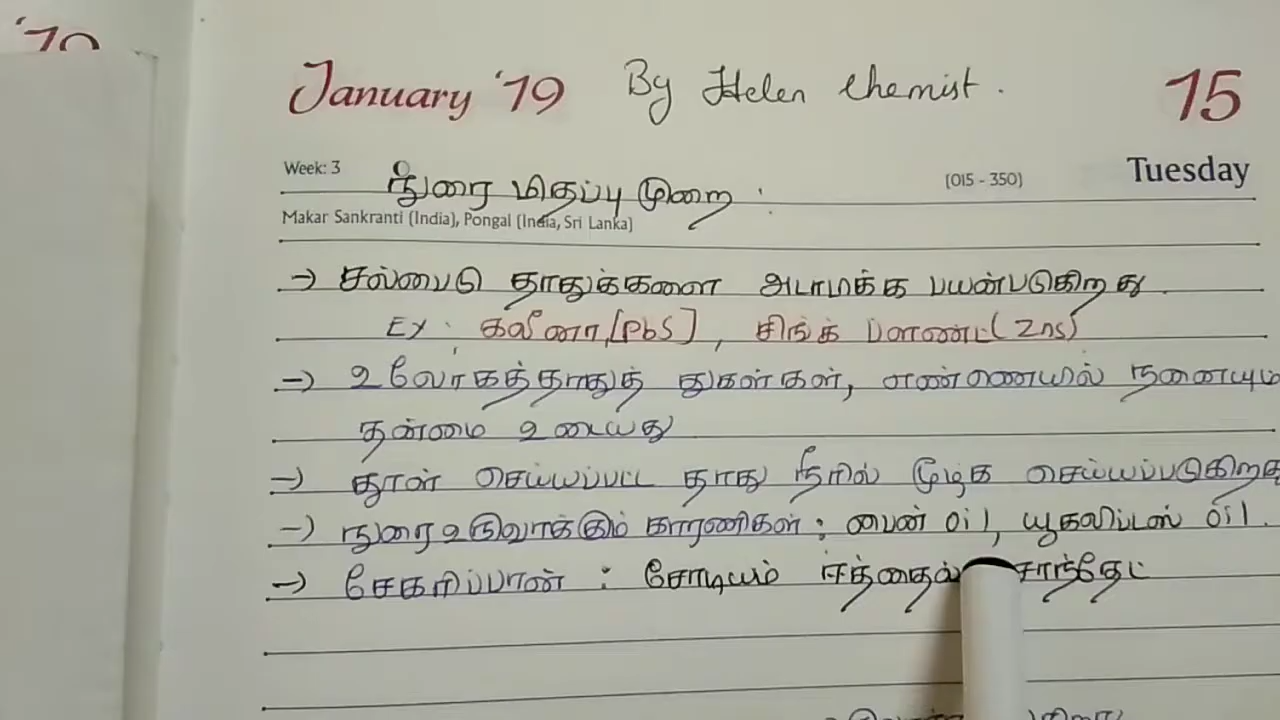 '19
January '19 By Helen Chemist. 15
Week: 3 நுரை மிதப்பு முறை : (015 - 350) Tuesday
Makar Sankranti (India), Pongal (India, Sri Lanka)
→ சல்பைடு தாதுக்களை அடர்பிக்க பயன்படுகிறது.
Ex: கலீனா [PbS], சிங்க் பிளண்ட் (ZnS)
→ உலோகத்தாதுத் துகள்கள், எண்ணெயில் நனையும்
தன்மை உடையது
→ தூள் செய்யப்பட்ட தாது நீரில் மூழ்க செய்யப்படுகிறது
→ நுரை உருவாக்கும் காரணிகள் : பைன் oil, யூகலிப்டஸ் oil.
→ சேகரிப்பான் : சோடியம் ஈத்தைல் சாந்தேட்